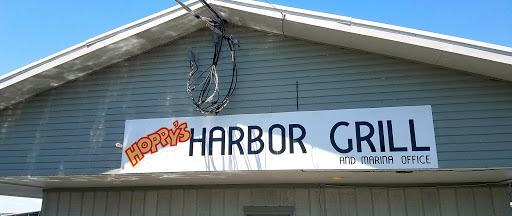 HOPPY'S HARBOR GRILL
AND MARINA OFFICE